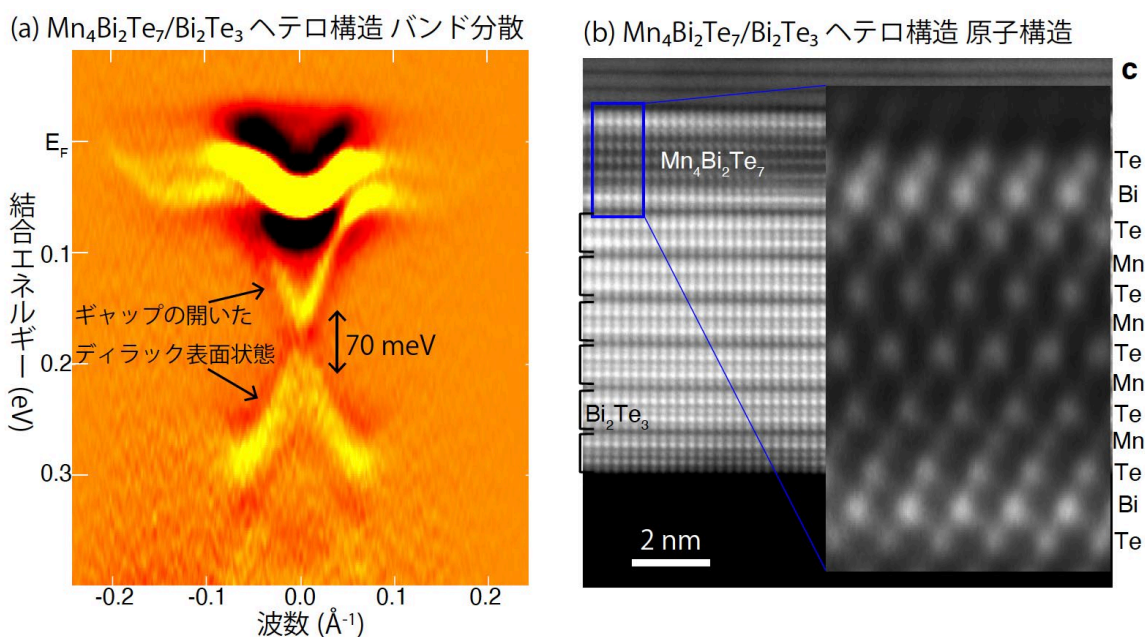 (a) Mn₄Bi₂Te₇/Bi₂Te₃ ヘテロ構造 バンド分散
E_F
0.1
0.2
0.3
結合エネルギー (eV)
ギャップの開いた
ディラック表面状態
70 meV
-0.2 -0.1 0.0 0.1 0.2
波数 (Å⁻¹)
(b) Mn₄Bi₂Te₇/Bi₂Te₃ ヘテロ構造 原子構造
c
Mn₄Bi₂Te₇
Bi₂Te₃
2 nm
Te
Bi
Te
Mn
Te
Mn
Te
Mn
Te
Mn
Te
Bi
Te